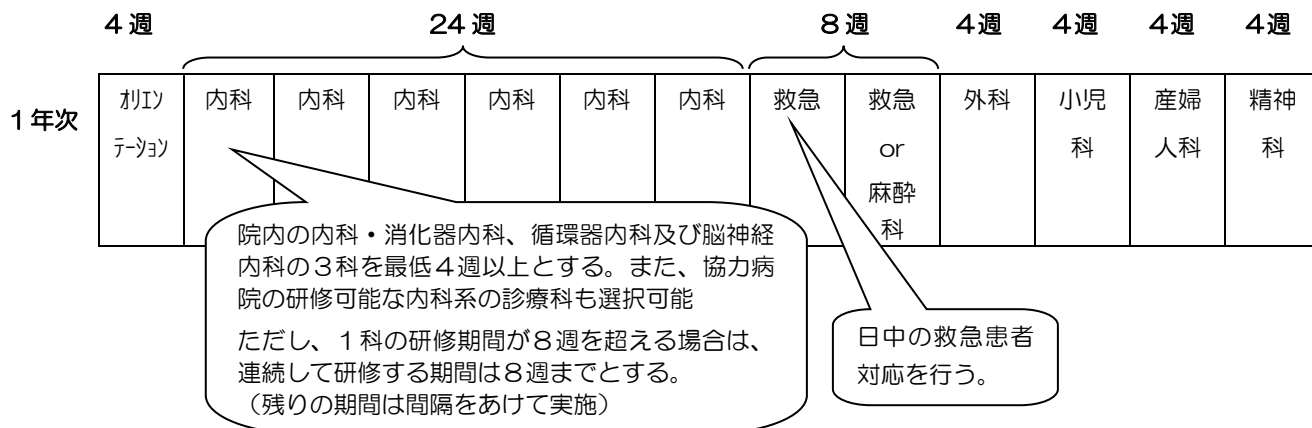 4週 24週 8週 4週 4週 4週 4週
1年次
ｵﾘｴﾝ
ﾃｰｼｮﾝ
内科 内科 内科 内科 内科 内科
救急
救急
or
麻酔
科
外科
小児
科
産婦
人科
精神
科
院内の内科・消化器内科、循環器内科及び脳神経
内科の3科を最低4週以上とする。また、協力病
院の研修可能な内科系の診療科も選択可能
ただし、1科の研修期間が8週を超える場合は、
連続して研修する期間は8週までとする。
（残りの期間は間隔をあけて実施）
日中の救急患者
対応を行う。